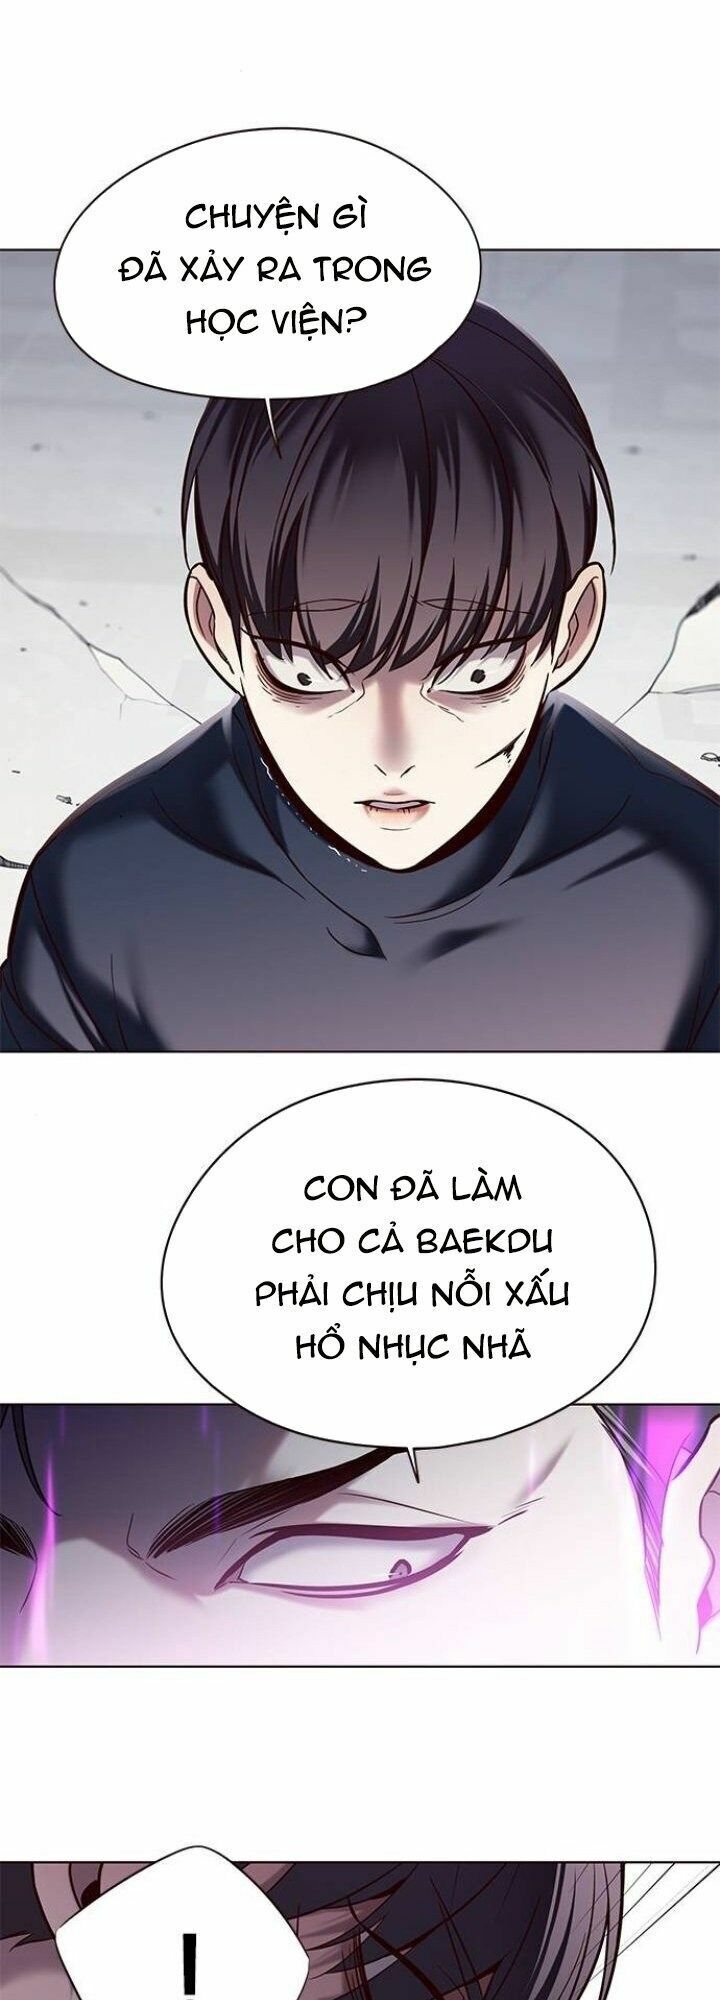 CHUYỆN GÌ
ĐÃ XẢY RA TRONG
HỌC VIỆN?
CON ĐÃ LÀM
CHO CẢ BAEKDU
PHẢI CHỊU NỖI XẤU
HỔ NHỤC NHÃ
!